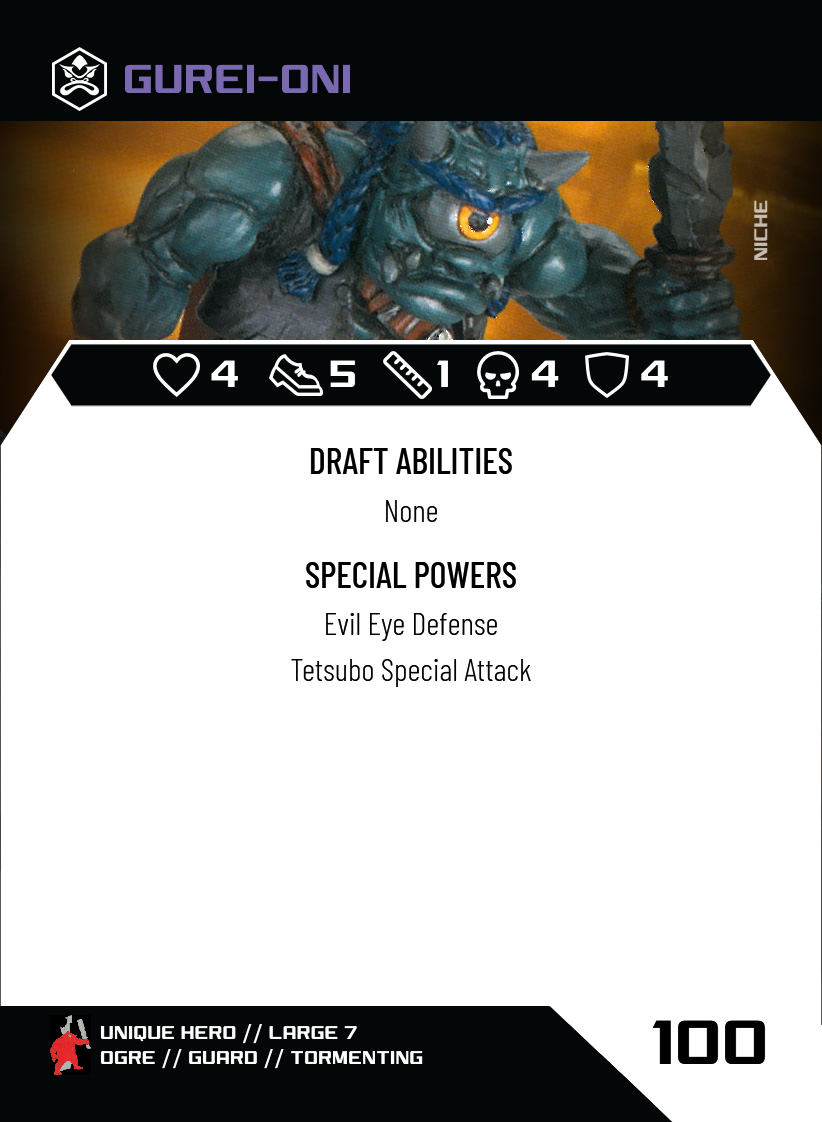 GUREI-ONI
NICHE
4 5 1 4 4
DRAFT ABILITIES
None
SPECIAL POWERS
Evil Eye Defense
Tetsubo Special Attack
UNIQUE HERO // LARGE 7
OGRE // GUARD // TORMENTING
100